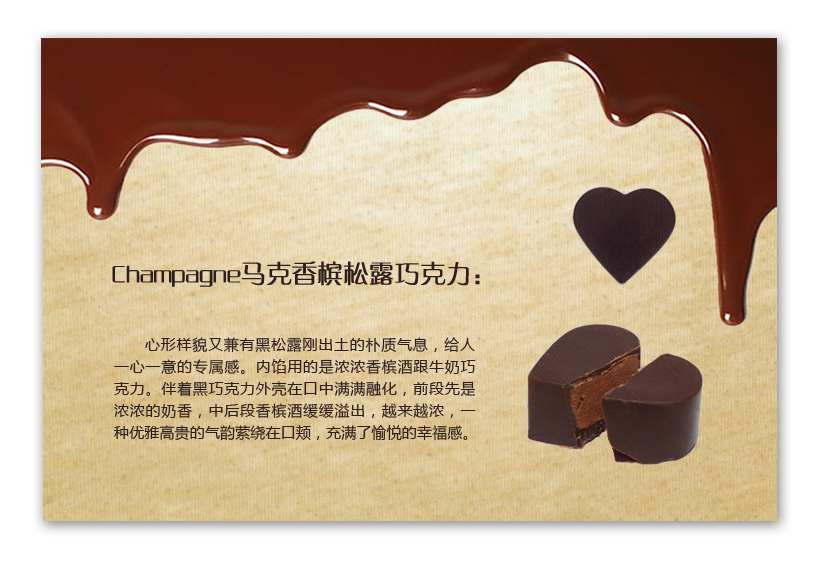 Champagne马克香槟松露巧克力：
心形样貌又兼有黑松露刚出土的朴质气息，给人
一心一意的专属感。内馅用的是浓浓香槟酒跟牛奶巧
克力。伴着黑巧克力外壳在口中满满融化，前段先是
浓浓的奶香，中后段香槟酒缓缓溢出，越来越浓，一
种优雅高贵的气韵萦绕在口颊，充满了愉悦的幸福感。